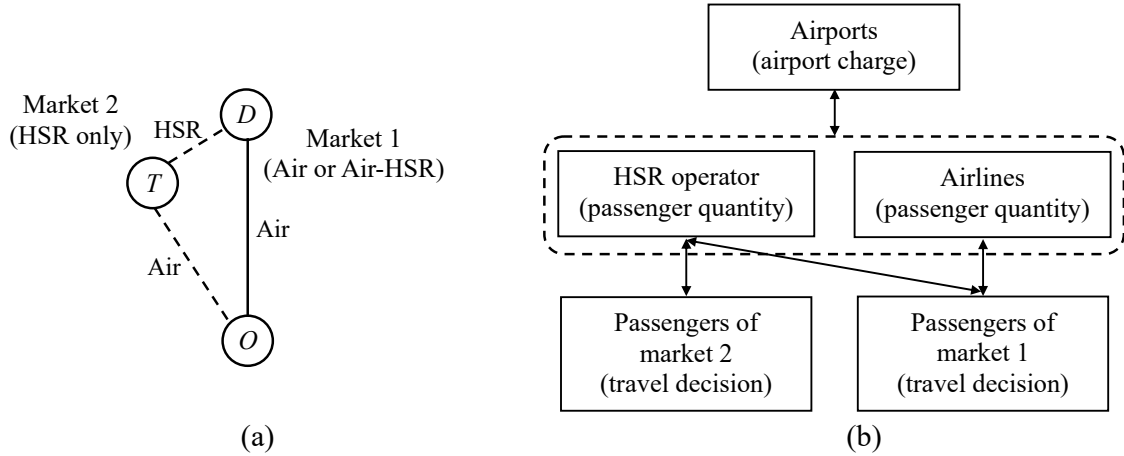 Market 2
(HSR only)
HSR
D
Market 1
(Air or Air-HSR)
T
Air
Air
O
(a)
Airports
(airport charge)
HSR operator
(passenger quantity)
Airlines
(passenger quantity)
Passengers of
market 2
(travel decision)
Passengers of
market 1
(travel decision)
(b)